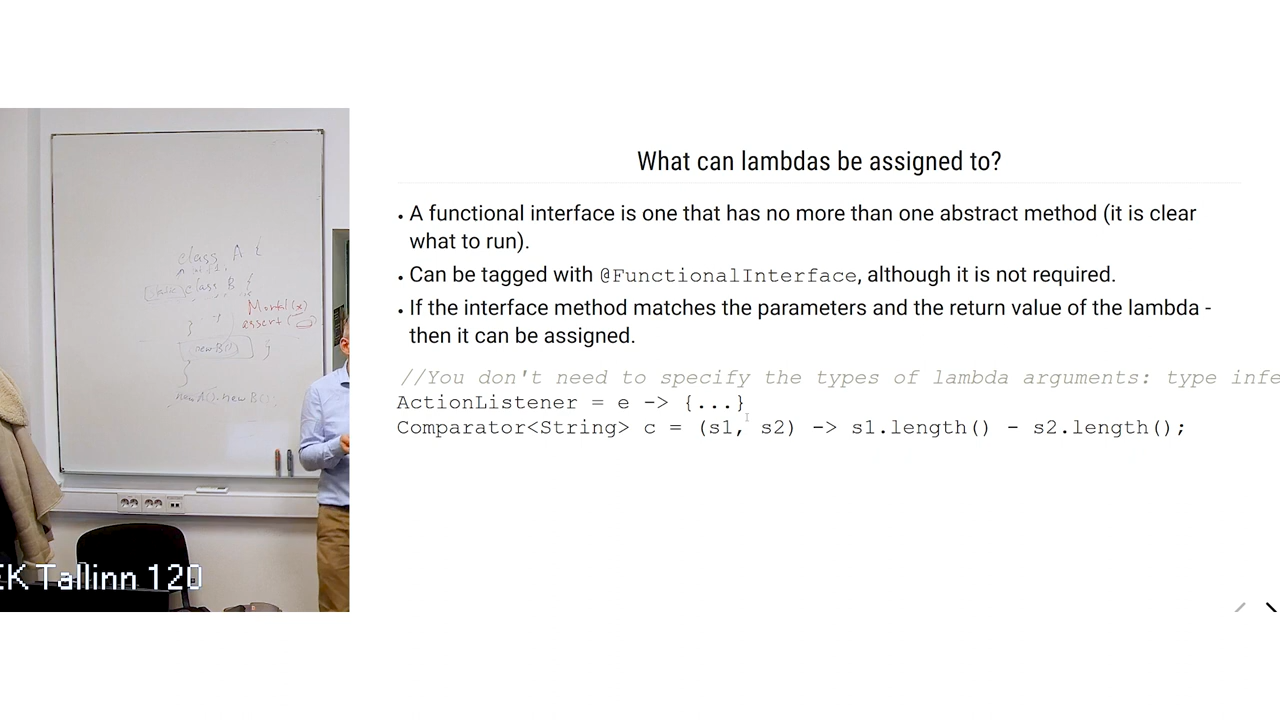 class A {
class B {
Mortal(x)
assert
}
new B()
}
}
new A().new B()
EK Tallinn 120
What can lambdas be assigned to?
• A functional interface is one that has no more than one abstract method (it is clear
what to run).
• Can be tagged with @FunctionalInterface, although it is not required.
• If the interface method matches the parameters and the return value of the lambda -
then it can be assigned.
//You don't need to specify the types of lambda arguments: type infe
ActionListener = e -> {...}
Comparator<String> c = (s1, s2) -> s1.length() - s2.length();